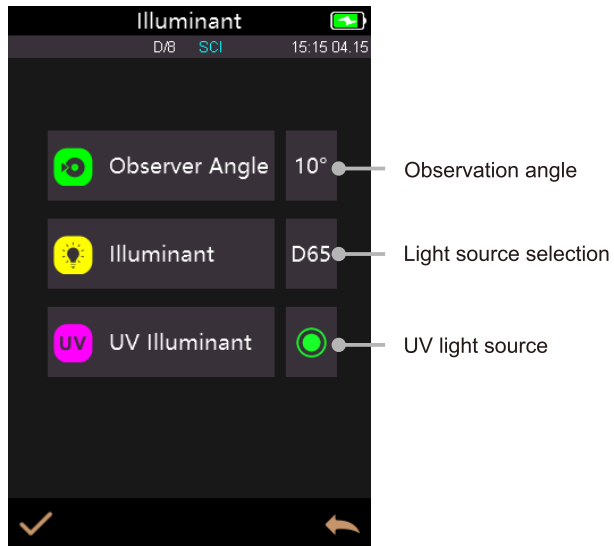 Illuminant
D/8 SCI 15:15 04.15
Observer Angle 10° Observation angle
Illuminant D65 Light source selection
UV UV Illuminant UV light source